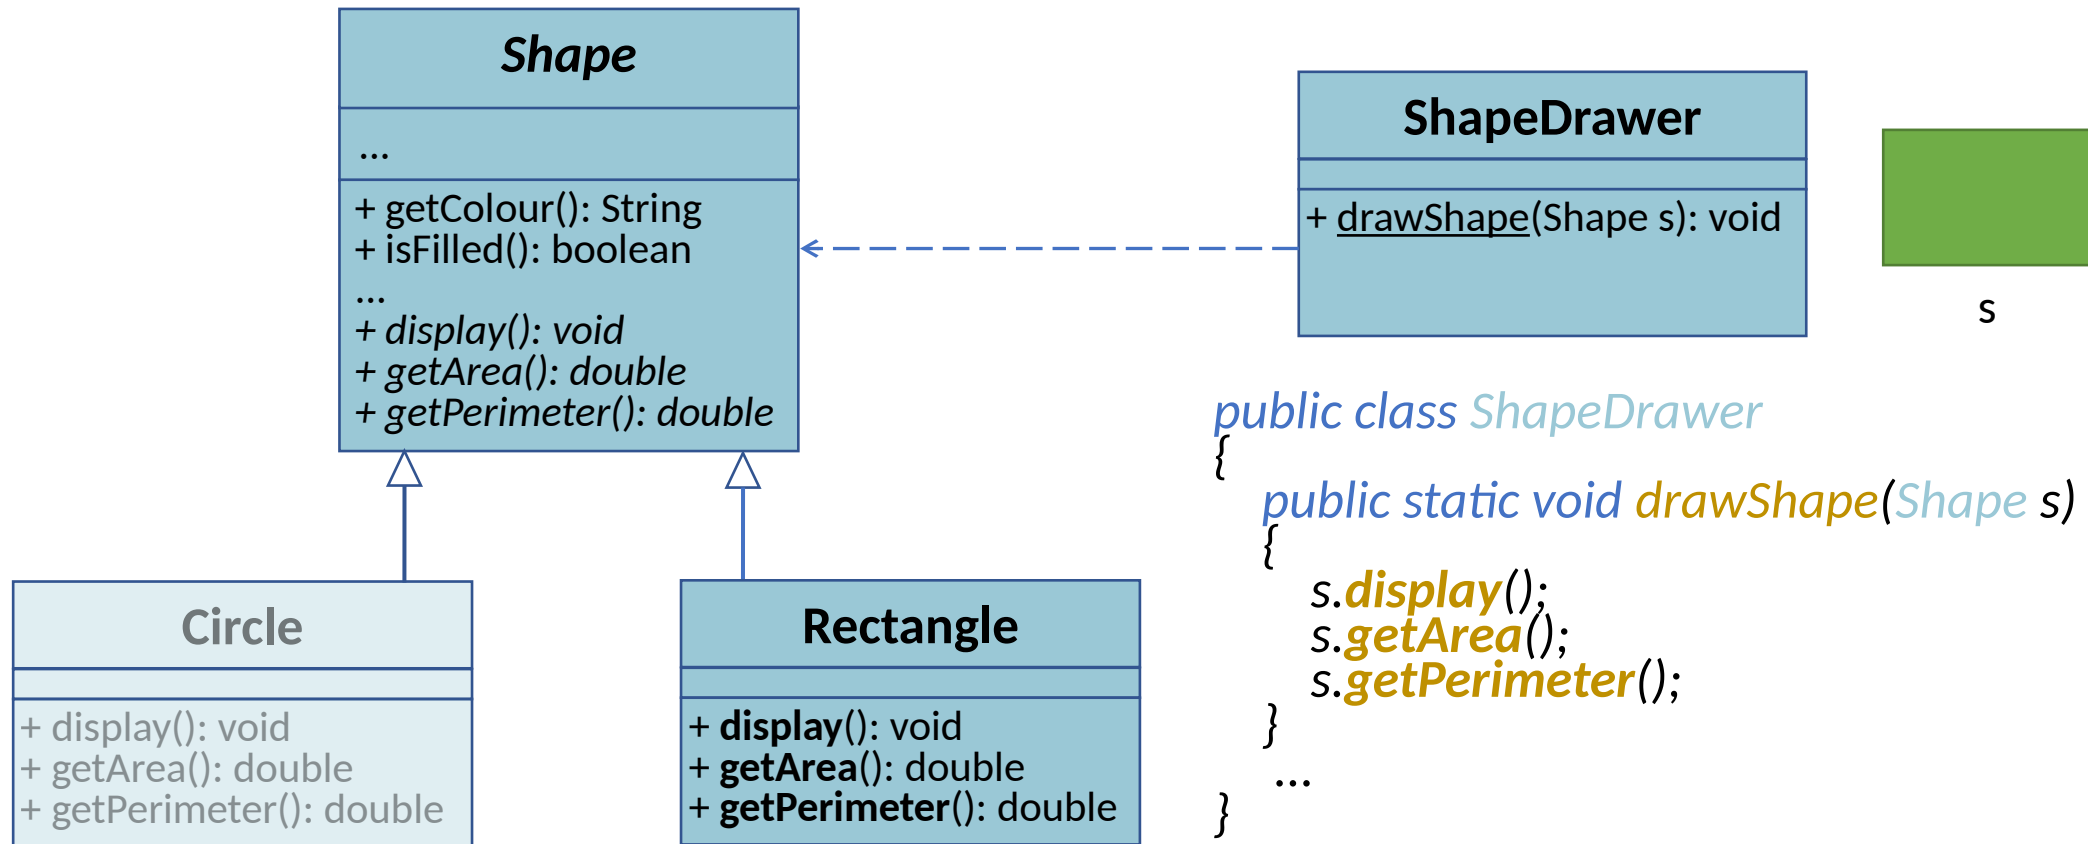 Shape
...
+ getColour(): String
+ isFilled(): boolean
...
+ display(): void
+ getArea(): double
+ getPerimeter(): double
ShapeDrawer
+ drawShape(Shape s): void
s
Circle
+ display(): void
+ getArea(): double
+ getPerimeter(): double
Rectangle
+ display(): void
+ getArea(): double
+ getPerimeter(): double
public class ShapeDrawer
{
public static void drawShape(Shape s)
{
s.display();
s.getArea();
s.getPerimeter();
}
...
}